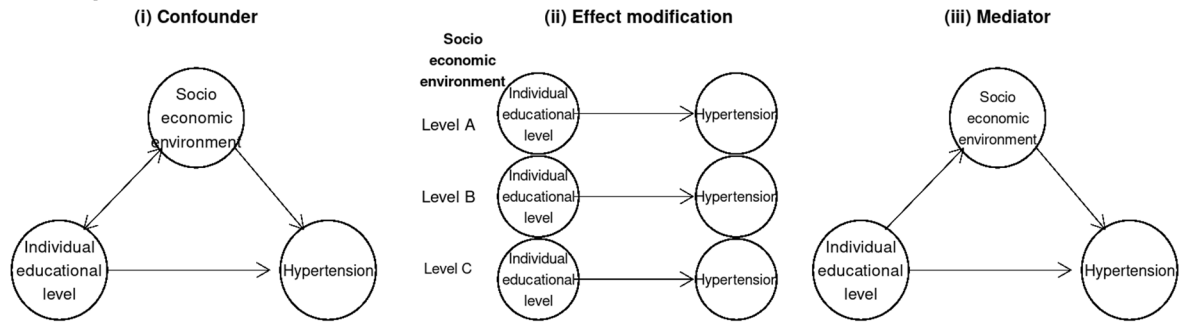 (i) Confounder
Socio
economic
environment
Individual
educational
level
Hypertension
(ii) Effect modification
Socio
economic
environment
Level A
Individual
educational
level
Hypertension
Level B
Individual
educational
level
Hypertension
Level C
Individual
educational
level
Hypertension
(iii) Mediator
Socio
economic
environment
Individual
educational
level
Hypertension